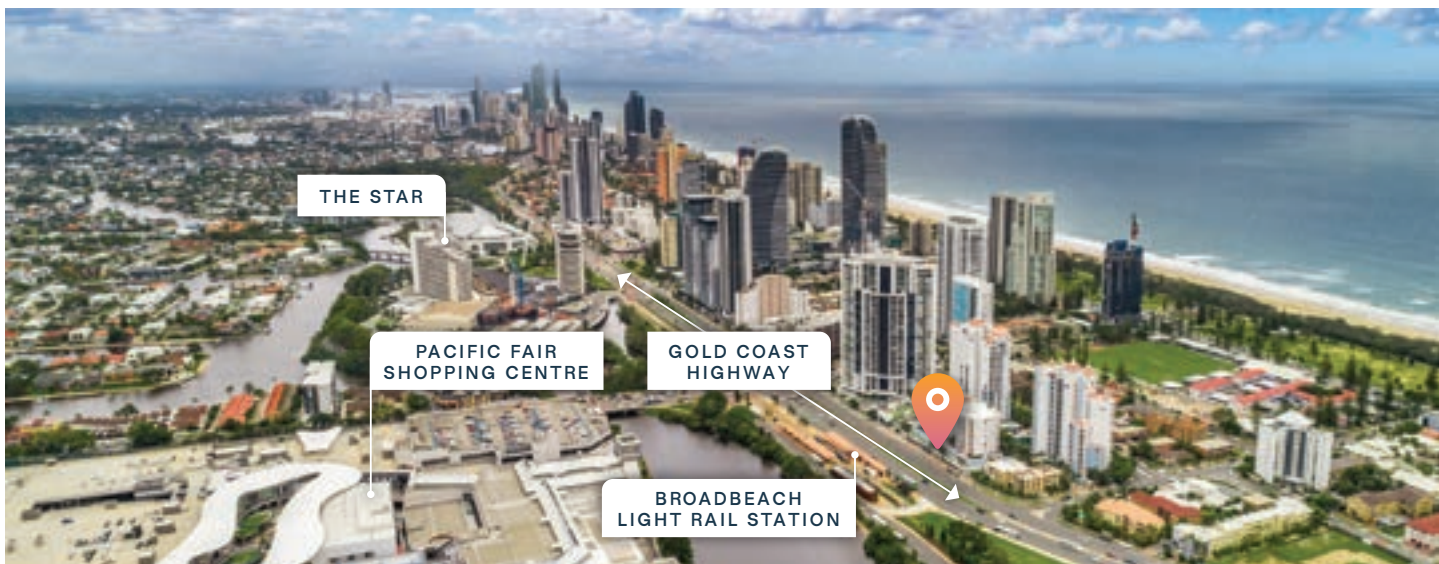 THE STAR
PACIFIC FAIR
SHOPPING CENTRE
GOLD COAST
HIGHWAY
BROADBEACH
LIGHT RAIL STATION